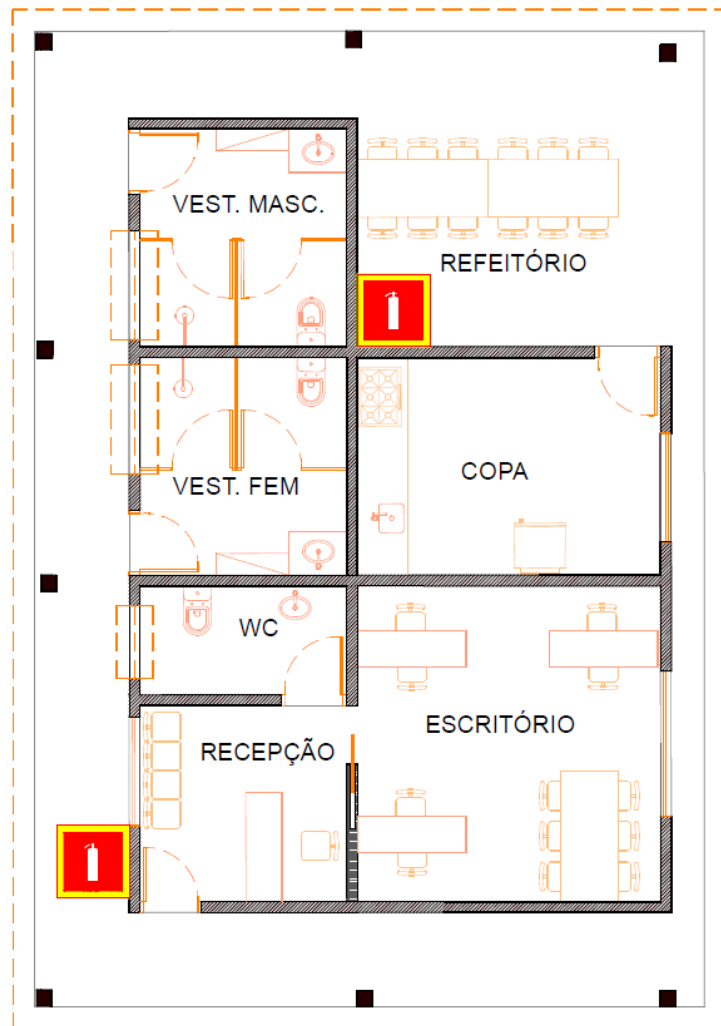 VEST. MASC.
REFEITÓRIO
COPA
VEST. FEM
WC
ESCRITÓRIO
RECEPÇÃO